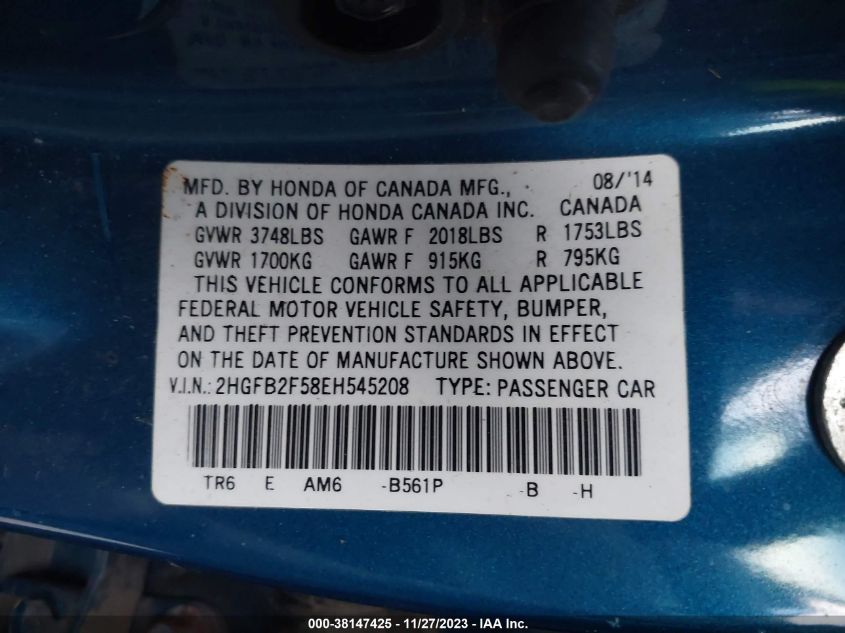 MFD. BY HONDA OF CANADA MFG., 08/'14
A DIVISION OF HONDA CANADA INC. CANADA
GVWR 3748LBS GAWR F 2018LBS R 1753LBS
GVWR 1700KG GAWR F 915KG R 795KG
THIS VEHICLE CONFORMS TO ALL APPLICABLE
FEDERAL MOTOR VEHICLE SAFETY, BUMPER,
AND THEFT PREVENTION STANDARDS IN EFFECT
ON THE DATE OF MANUFACTURE SHOWN ABOVE.
V.I.N.: 2HGFB2F58EH545208 TYPE: PASSENGER CAR
TR6 E AM6 -B561P -B -H
000-38147425 - 11/27/2023 - IAA Inc.